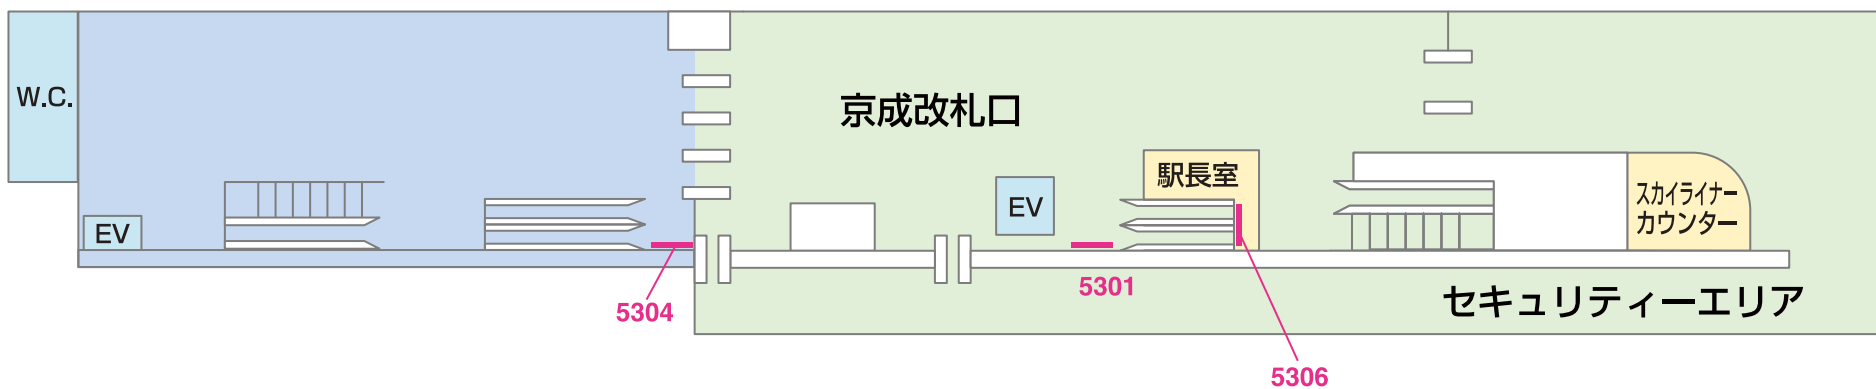 W.C.
京成改札口
駅長室
EV
スカイライナー
カウンター
EV
5301
セキュリティーエリア
5304
5306